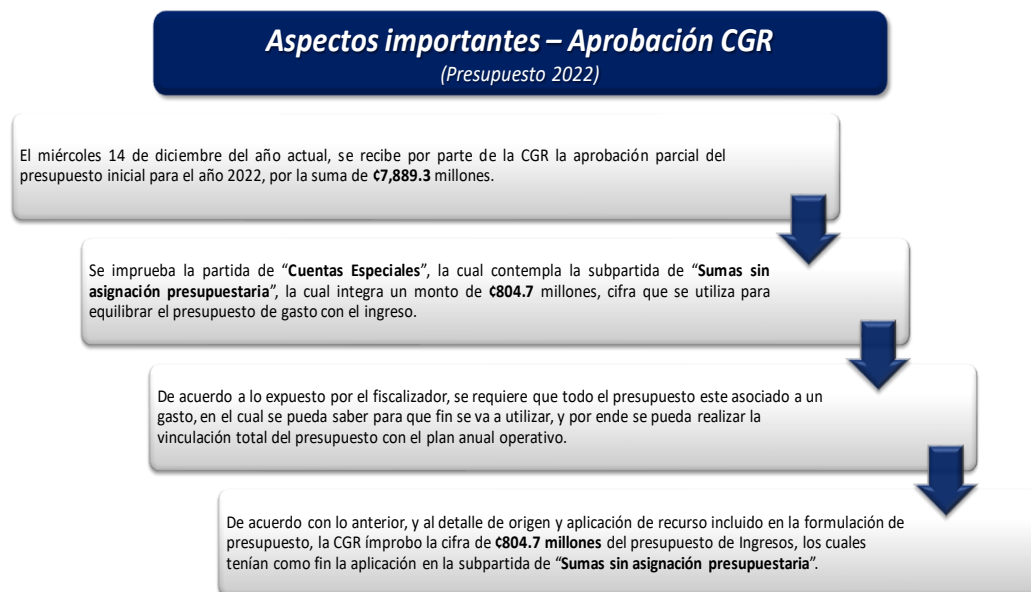 Aspectos importantes – Aprobación CGR
(Presupuesto 2022)
El miércoles 14 de diciembre del año actual, se recibe por parte de la CGR la aprobación parcial del
presupuesto inicial para el año 2022, por la suma de ¢7,889.3 millones.
Se imprueba la partida de “Cuentas Especiales”, la cual contempla la subpartida de “Sumas sin
asignación presupuestaria”, la cual integra un monto de ¢804.7 millones, cifra que se utiliza para
equilibrar el presupuesto de gasto con el ingreso.
De acuerdo a lo expuesto por el fiscalizador, se requiere que todo el presupuesto este asociado a un
gasto, en el cual se pueda saber para que fin se va a utilizar, y por ende se pueda realizar la
vinculación total del presupuesto con el plan anual operativo.
De acuerdo con lo anterior, y al detalle de origen y aplicación de recurso incluido en la formulación de
presupuesto, la CGR ímprobo la cifra de ¢804.7 millones del presupuesto de Ingresos, los cuales
tenían como fin la aplicación en la subpartida de “Sumas sin asignación presupuestaria”.